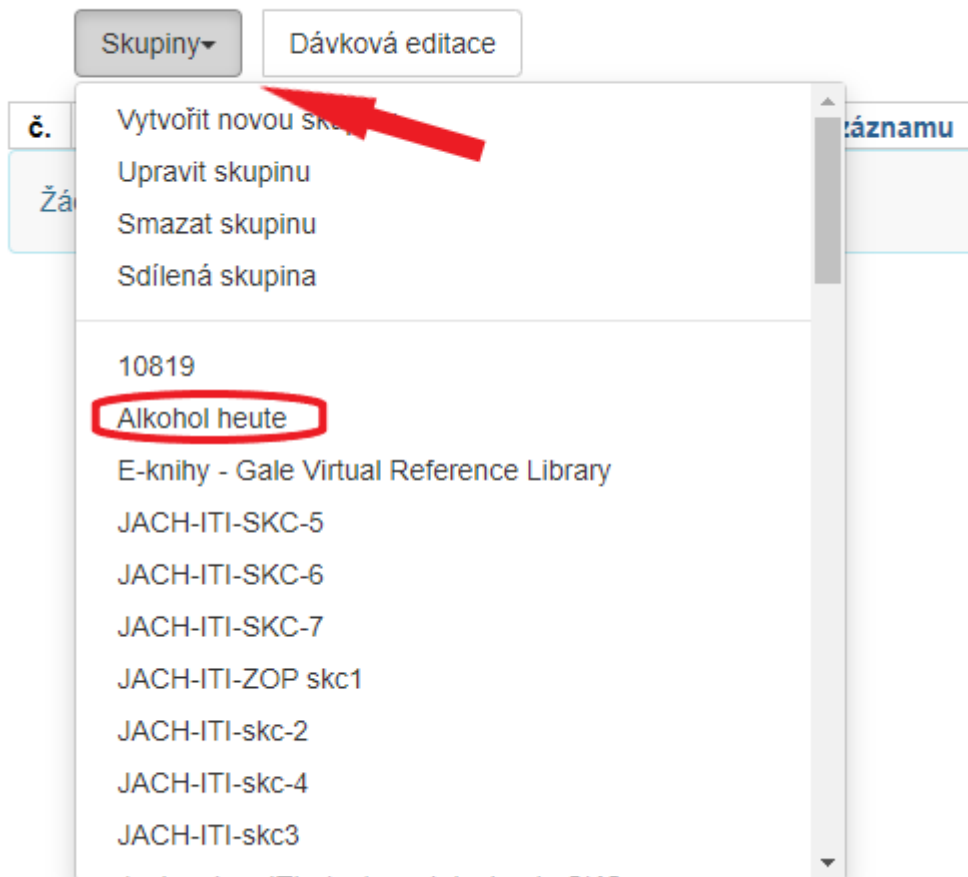 Skupiny Dávková editace
č. záznamu
Vytvořit novou
Upravit skupinu
Žá
Smazat skupinu
Sdílená skupina
10819
Alkohol heute
E-knihy - Gale Virtual Reference Library
JACH-ITI-SKC-5
JACH-ITI-SKC-6
JACH-ITI-SKC-7
JACH-ITI-ZOP skc1
JACH-ITI-skc-2
JACH-ITI-skc-4
JACH-ITI-skc3